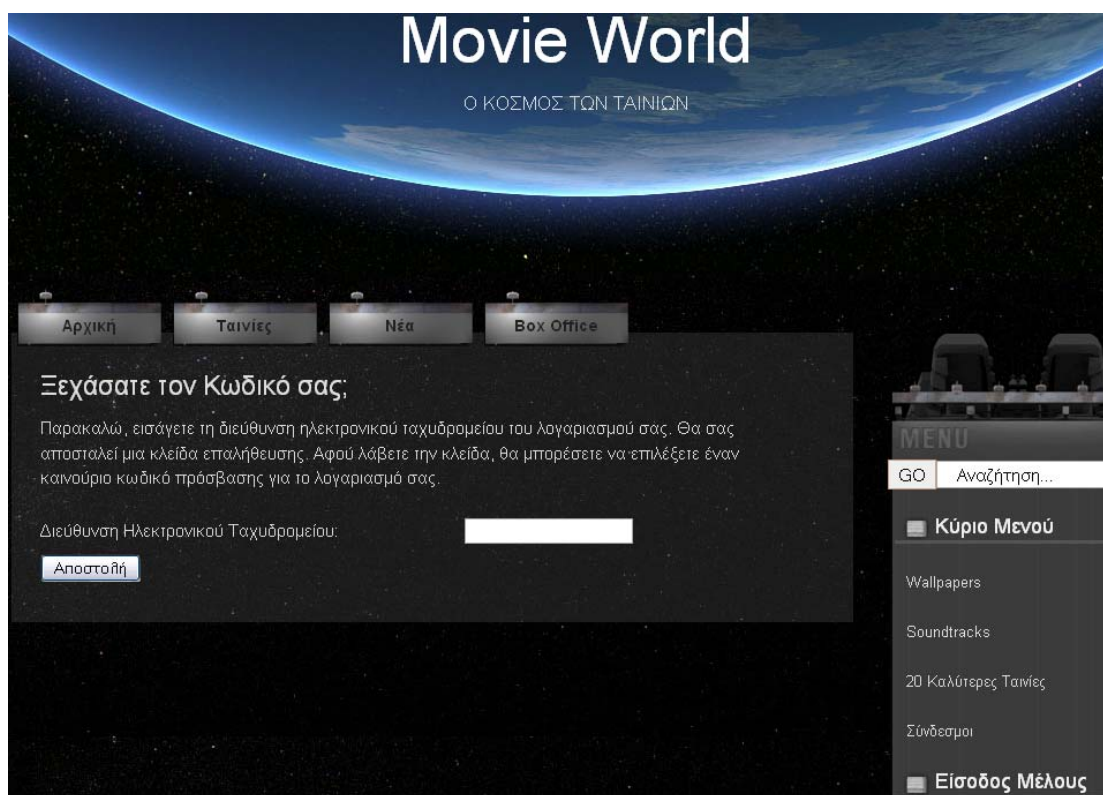 Movie World
Ο ΚΟΣΜΟΣ ΤΩΝ ΤΑΙΝΙΩΝ
Αρχική
Ταινίες
Νέα
Box Office
Ξεχάσατε τον Κωδικό σας;
Παρακαλώ, εισάγετε τη διεύθυνση ηλεκτρονικού ταχυδρομείου του λογαριασμού σας. Θα σας
αποσταλεί μια κλείδα επαλήθευσης. Αφού λάβετε την κλείδα, θα μπορέσετε να επιλέξετε έναν
καινούριο κωδικό πρόσβασης για το λογαριασμό σας.
Διεύθυνση Ηλεκτρονικού Ταχυδρομείου:
Αποστολή
MENU
GO Αναζήτηση...
Κύριο Μενού
Wallpapers
Soundtracks
20 Καλύτερες Ταινίες
Σύνδεσμοι
Είσοδος Μέλους